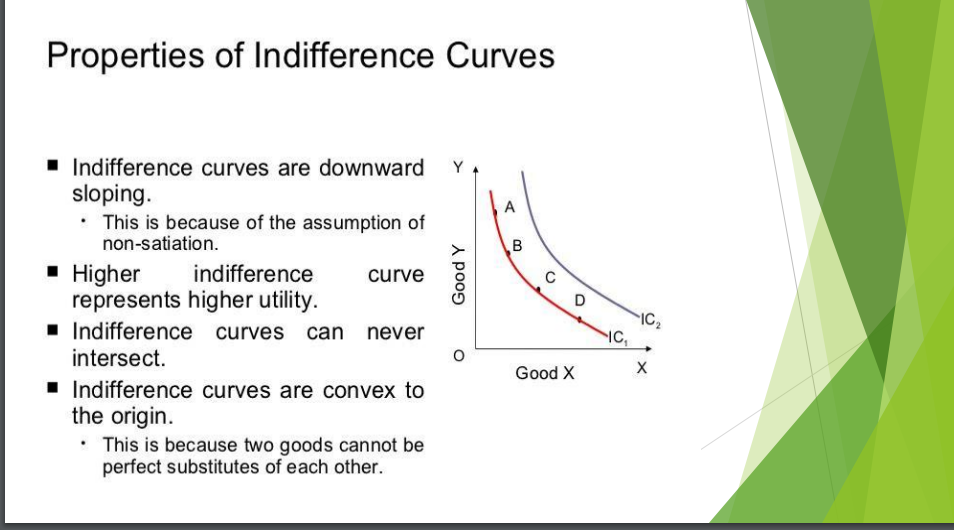 Properties of Indifference Curves
■ Indifference curves are downward
sloping.
• This is because of the assumption of
non-satiation.
■ Higher indifference curve
represents higher utility.
■ Indifference curves can never
intersect.
■ Indifference curves are convex to
the origin.
• This is because two goods cannot be
perfect substitutes of each other.
Y
Good Y
A
B
C
D
IC₂
IC₁
O
Good X
X